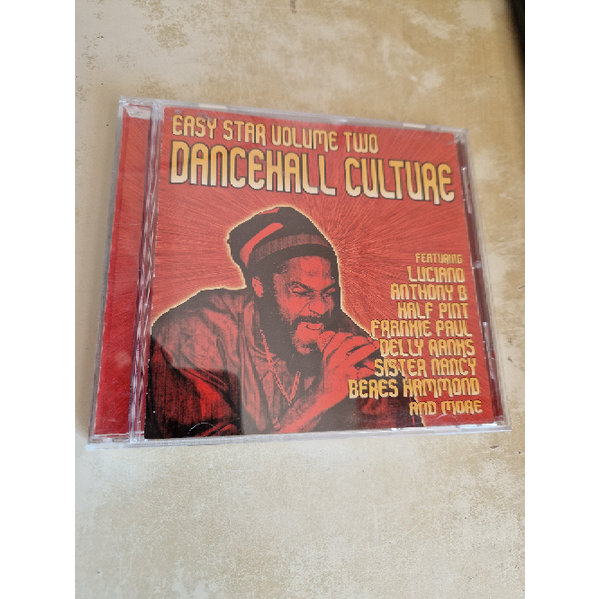 EASY STAR VOLUME TWO
DANCEHALL CULTURE
FEATURING
LUCIANO
ANTHONY B
HALF PINT
FRANKIE PAUL
DELLY RANKS
SISTER NANCY
BERES HAMMOND
AND MORE